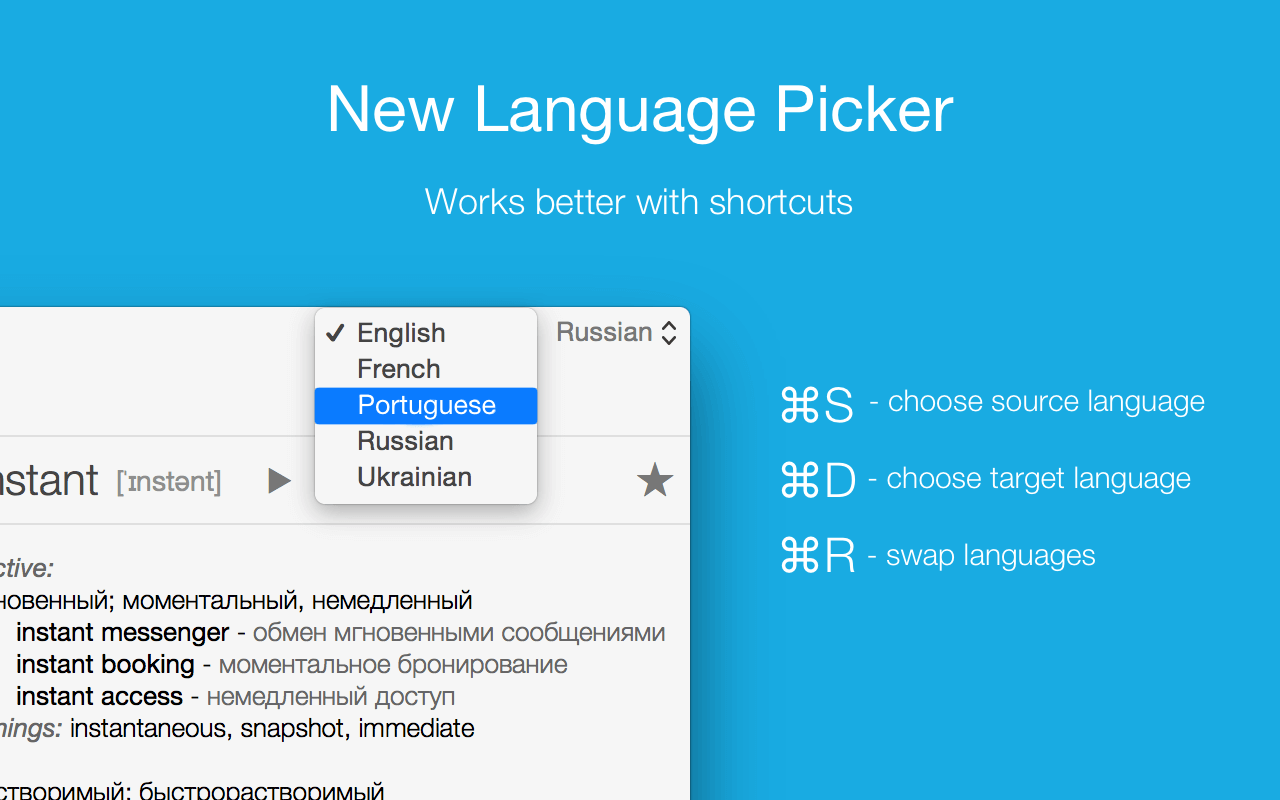 New Language Picker
Works better with shortcuts
✓ English
Russian
French
Portuguese
Russian
Ukrainian
nstant [ˈɪnstənt]
⌘S - choose source language
⌘D - choose target language
⌘R - swap languages
ctive:
новенный; моментальный, немедленный
instant messenger - обмен мгновенными сообщениями
instant booking - моментальное бронирование
instant access - немедленный доступ
nings: instantaneous, snapshot, immediate
створимый; быстрорастворимый